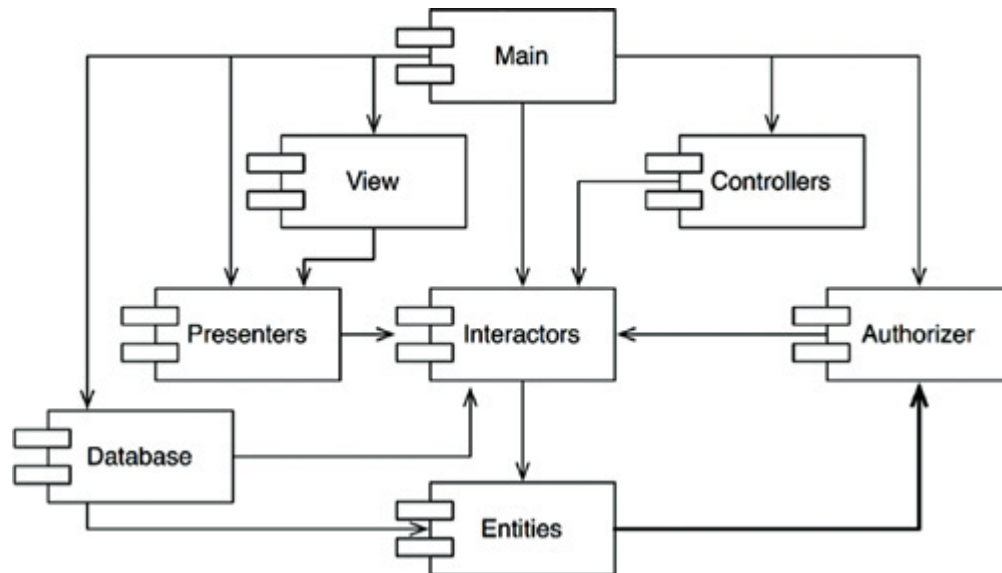 Main
View
Controllers
Presenters
Interactors
Authorizer
Database
Entities